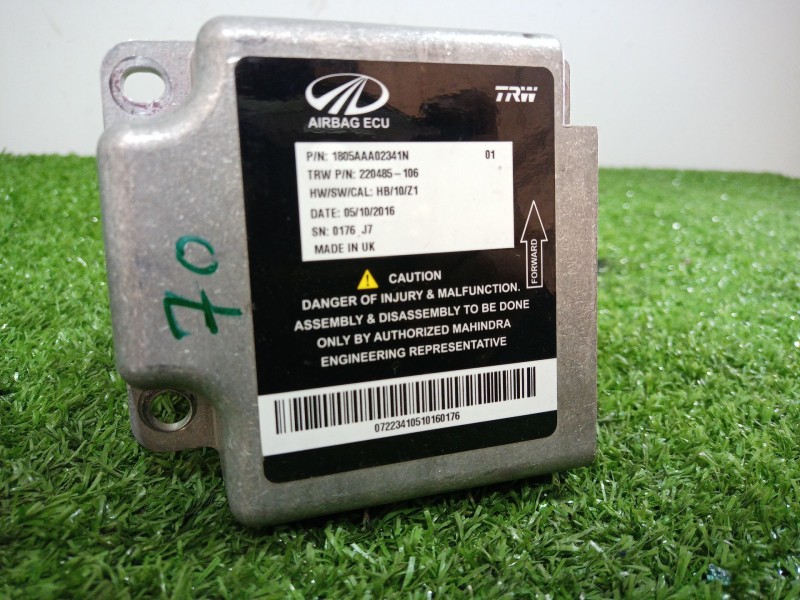 TRW
AIRBAG ECU
P/N: 1805AAA02341N 01
TRW P/N: 220485-106
HW/SW/CAL: HB/10/Z1
DATE: 05/10/2016
SN: 0176 J7
MADE IN UK
FORWARD
CAUTION
DANGER OF INJURY & MALFUNCTION.
ASSEMBLY & DISASSEMBLY TO BE DONE
ONLY BY AUTHORIZED MAHINDRA
ENGINEERING REPRESENTATIVE
07223410510160176
70